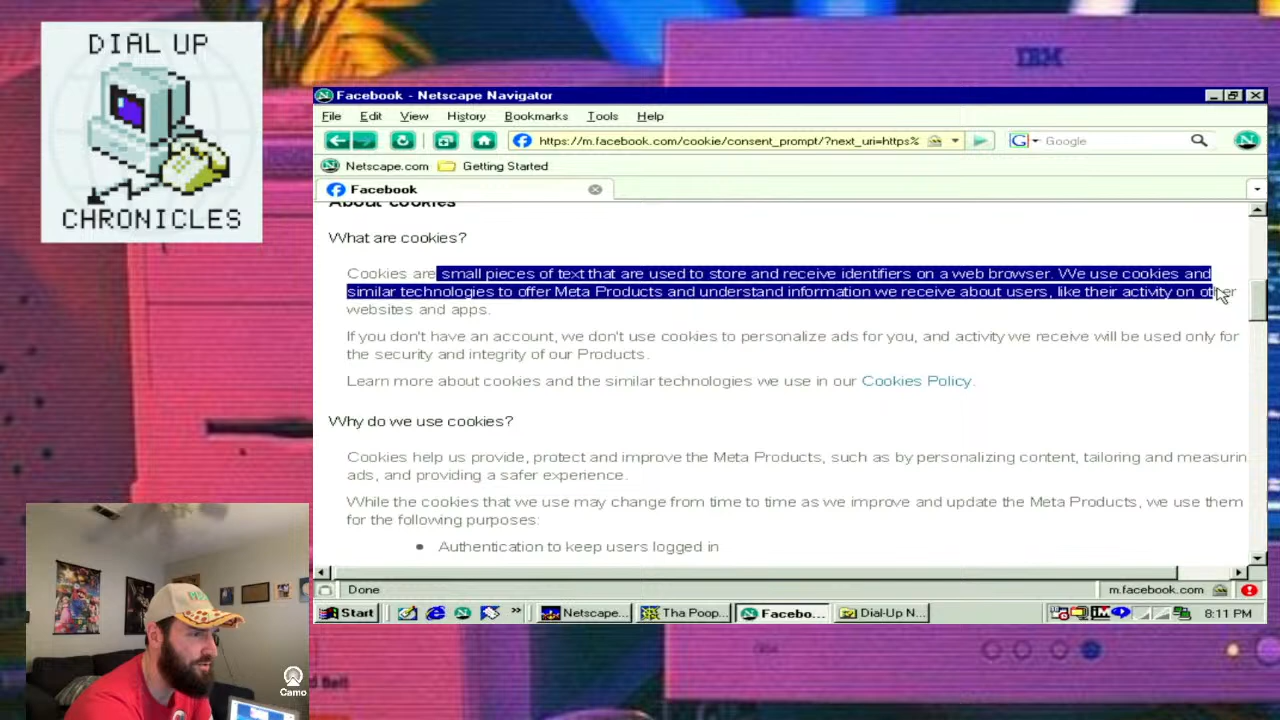 DIAL UP
CHRONICLES
IBM
Facebook - Netscape Navigator
File Edit View History Bookmarks Tools Help
https://m.facebook.com/cookie/consent_prompt/?next_uri=https%
G Google
N
Netscape.com Getting Started
Facebook
About cookies
What are cookies?
Cookies are small pieces of text that are used to store and receive identifiers on a web browser. We use cookies and
similar technologies to offer Meta Products and understand information we receive about users, like their activity on other
websites and apps.
If you don't have an account, we don't use cookies to personalize ads for you, and activity we receive will be used only for
the security and integrity of our Products.
Learn more about cookies and the similar technologies we use in our Cookies Policy.
Why do we use cookies?
Cookies help us provide, protect and improve the Meta Products, such as by personalizing content, tailoring and measurin
ads, and providing a safer experience.
While the cookies that we use may change from time to time as we improve and update the Meta Products, we use them
for the following purposes:
• Authentication to keep users logged in
Done m.facebook.com
Start » Netscape... Tha Poop... Facebo... Dial-Up N... 8:11 PM
Camo